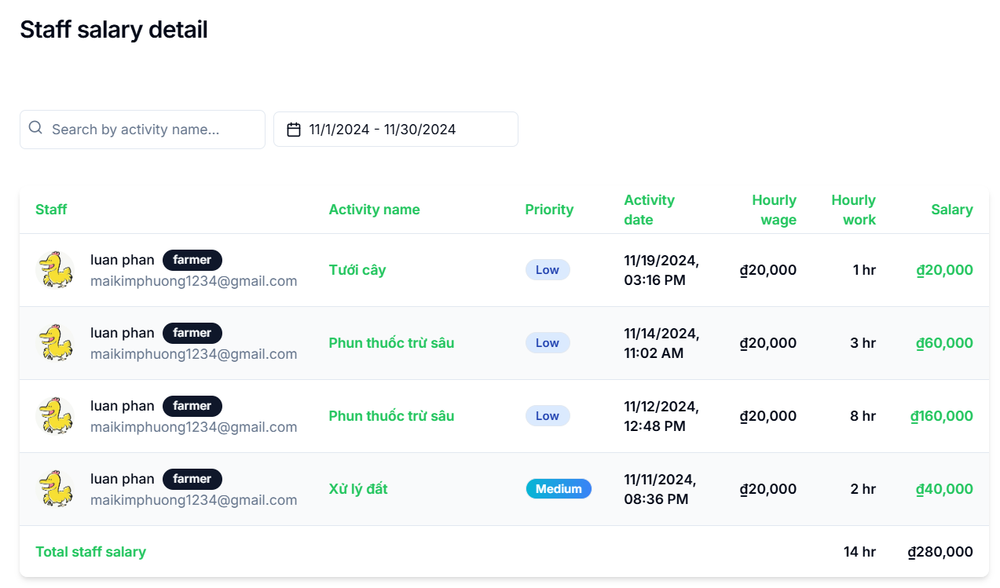 Staff salary detail
Search by activity name...
11/1/2024 - 11/30/2024
Staff
Activity name
Priority
Activity
date
Hourly
wage
Hourly
work
Salary
luan phan farmer
maikimphuong1234@gmail.com
Tưới cây
Low
11/19/2024,
03:16 PM
₫20,000
1 hr
₫20,000
luan phan farmer
maikimphuong1234@gmail.com
Phun thuốc trừ sâu
Low
11/14/2024,
11:02 AM
₫20,000
3 hr
₫60,000
luan phan farmer
maikimphuong1234@gmail.com
Phun thuốc trừ sâu
Low
11/12/2024,
12:48 PM
₫20,000
8 hr
₫160,000
luan phan farmer
maikimphuong1234@gmail.com
Xử lý đất
Medium
11/11/2024,
08:36 PM
₫20,000
2 hr
₫40,000
Total staff salary
14 hr
₫280,000